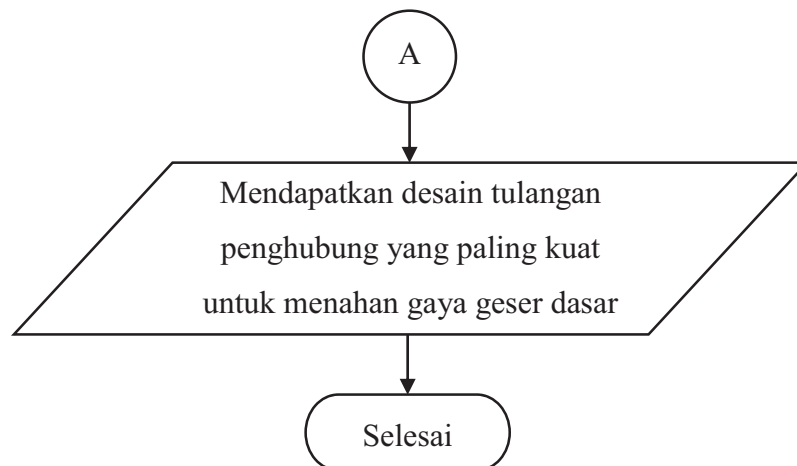 A
Mendapatkan desain tulangan
penghubung yang paling kuat
untuk menahan gaya geser dasar
Selesai